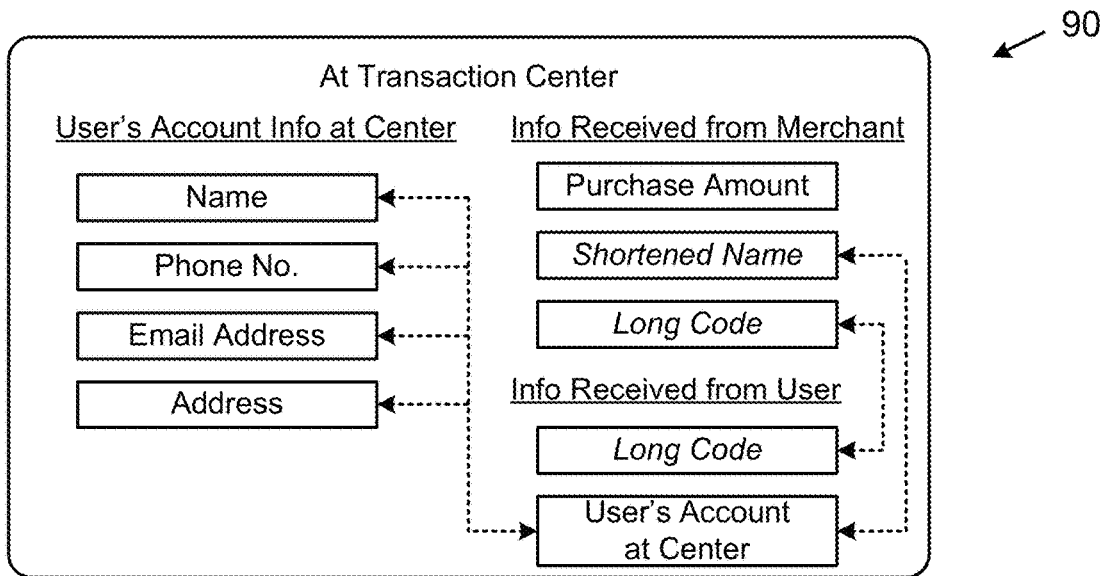 90
At Transaction Center
User's Account Info at Center
Name
Phone No.
Email Address
Address
Info Received from Merchant
Purchase Amount
Shortened Name
Long Code
Info Received from User
Long Code
User's Account
at Center